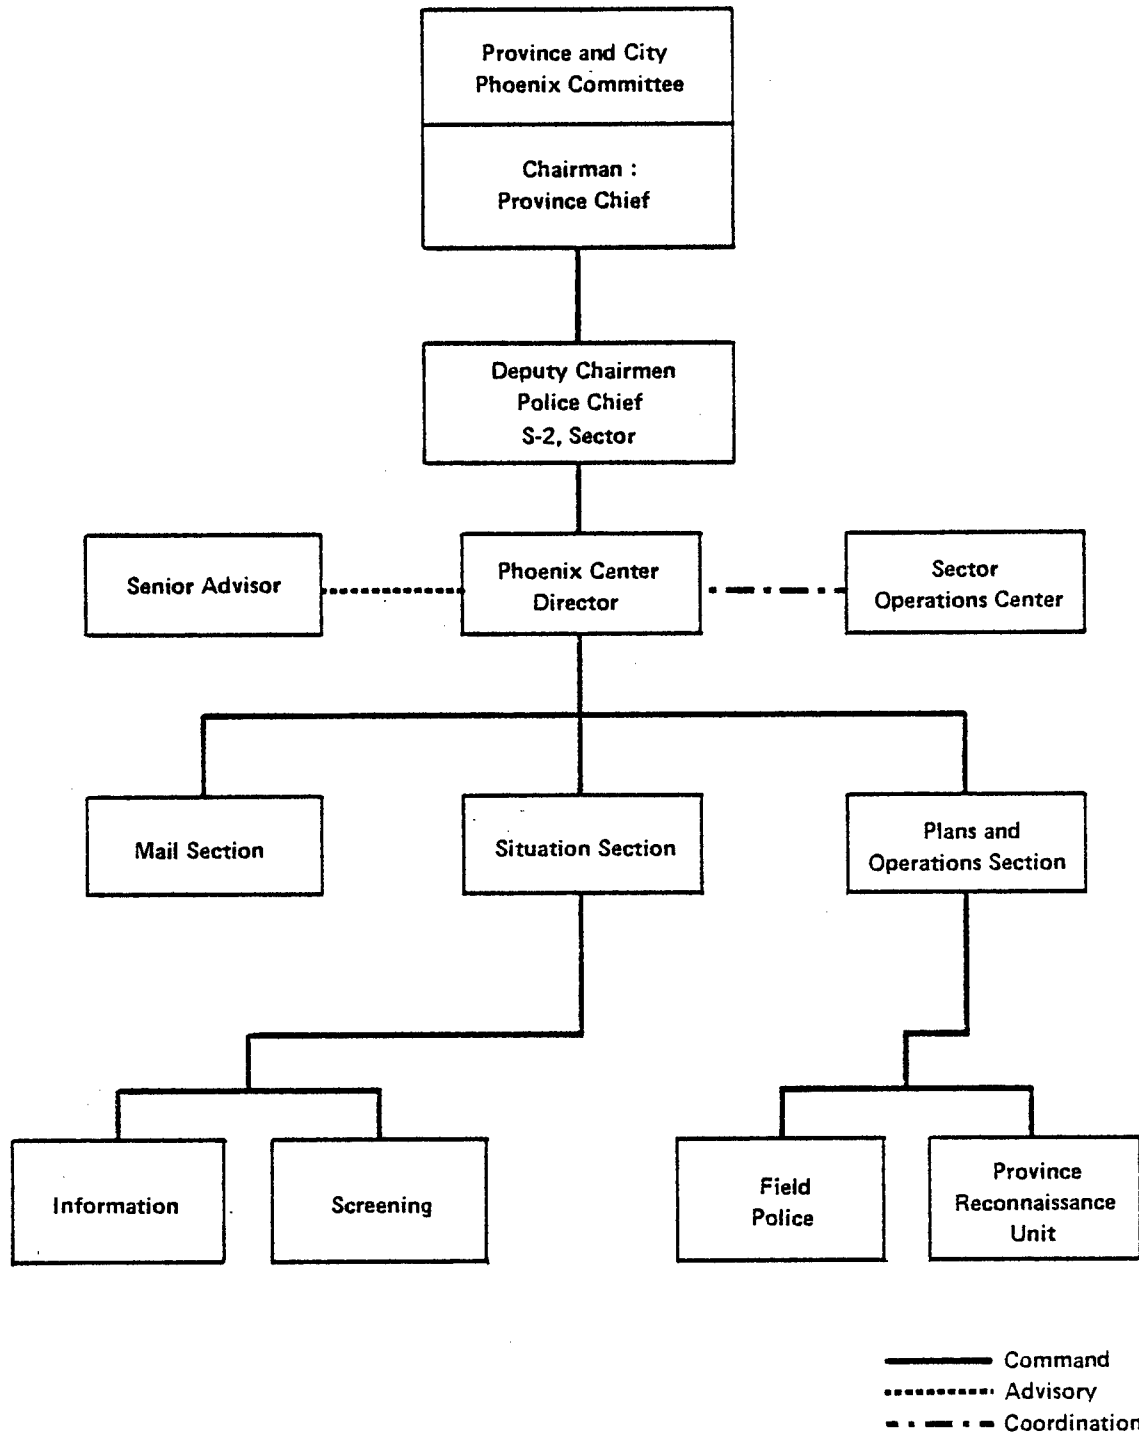 Province and City
Phoenix Committee
Chairman :
Province Chief
Deputy Chairmen
Police Chief
S-2, Sector
Senior Advisor
Phoenix Center
Director
Sector
Operations Center
Mail Section
Situation Section
Plans and
Operations Section
Information
Screening
Field
Police
Province
Reconnaissance
Unit
Command
Advisory
Coordination